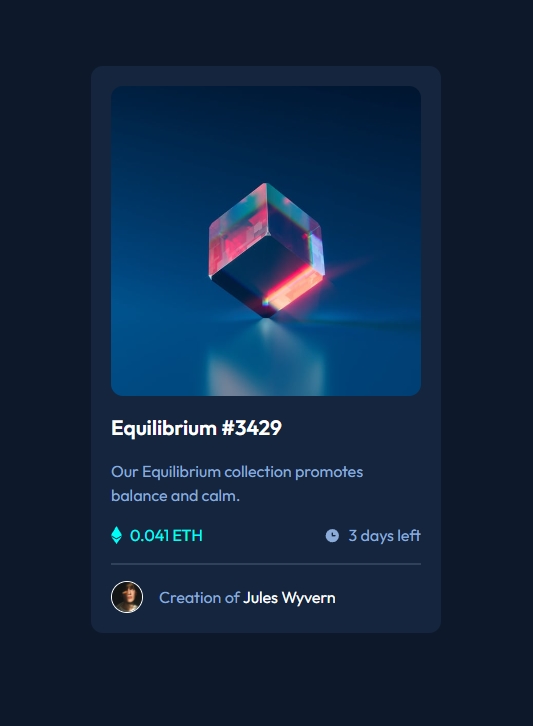 Equilibrium #3429
Our Equilibrium collection promotes
balance and calm.
0.041 ETH
3 days left
Creation of Jules Wyvern